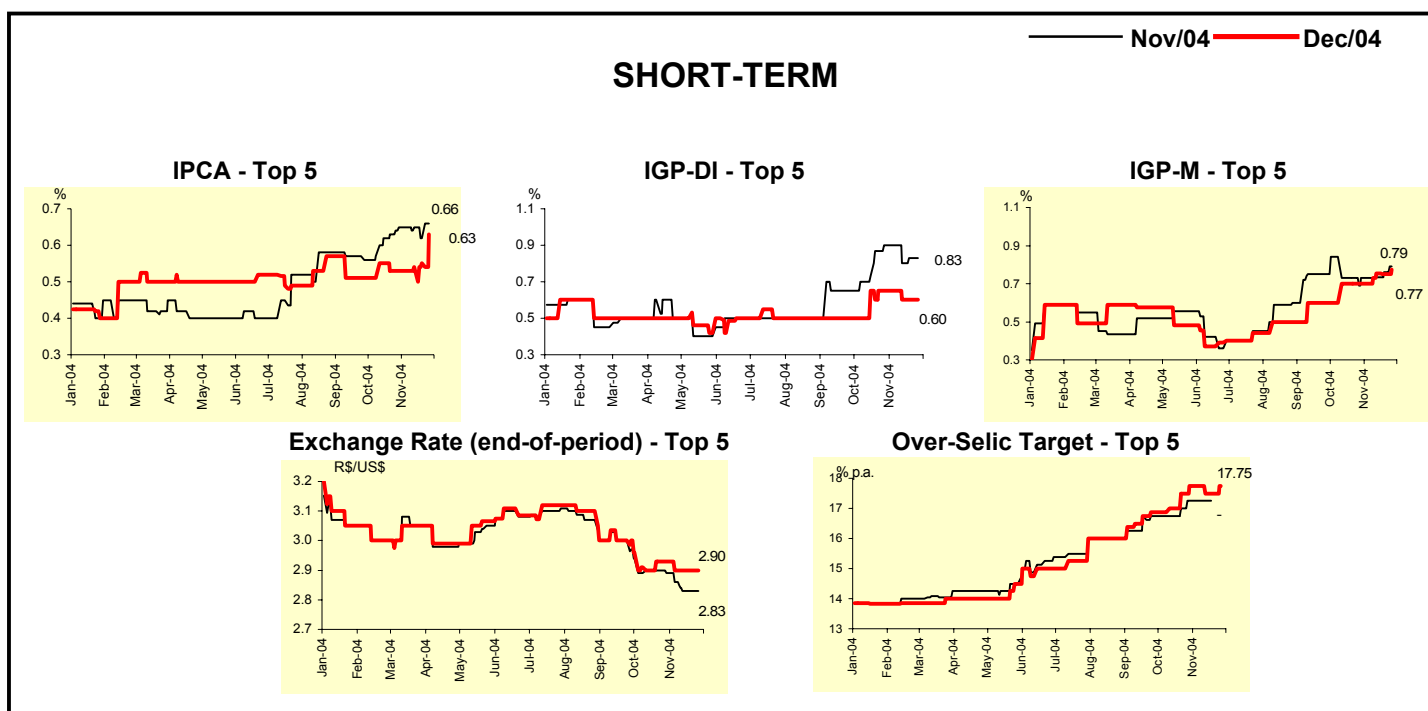 Nov/04 Dec/04
SHORT-TERM
IPCA - Top 5
%
0.7
0.6
0.5
0.4
0.3
0.66
0.63
Jan-04 Feb-04 Mar-04 Apr-04 May-04 Jun-04 Jul-04 Aug-04 Sep-04 Oct-04 Nov-04
IGP-DI - Top 5
%
1.1
0.9
0.7
0.5
0.3
0.83
0.60
Jan-04 Feb-04 Mar-04 Apr-04 May-04 Jun-04 Jul-04 Aug-04 Sep-04 Oct-04 Nov-04
IGP-M - Top 5
%
1.1
0.9
0.7
0.5
0.3
0.79
0.77
Jan-04 Feb-04 Mar-04 Apr-04 May-04 Jun-04 Jul-04 Aug-04 Sep-04 Oct-04 Nov-04
Exchange Rate (end-of-period) - Top 5
R$/US$
3.2
3.1
3.0
2.9
2.8
2.7
2.90
2.83
Jan-04 Feb-04 Mar-04 Apr-04 May-04 Jun-04 Jul-04 Aug-04 Sep-04 Oct-04 Nov-04
Over-Selic Target - Top 5
% p.a.
18
17
16
15
14
13
17.75
-
Jan-04 Feb-04 Mar-04 Apr-04 May-04 Jun-04 Jul-04 Aug-04 Sep-04 Oct-04 Nov-04